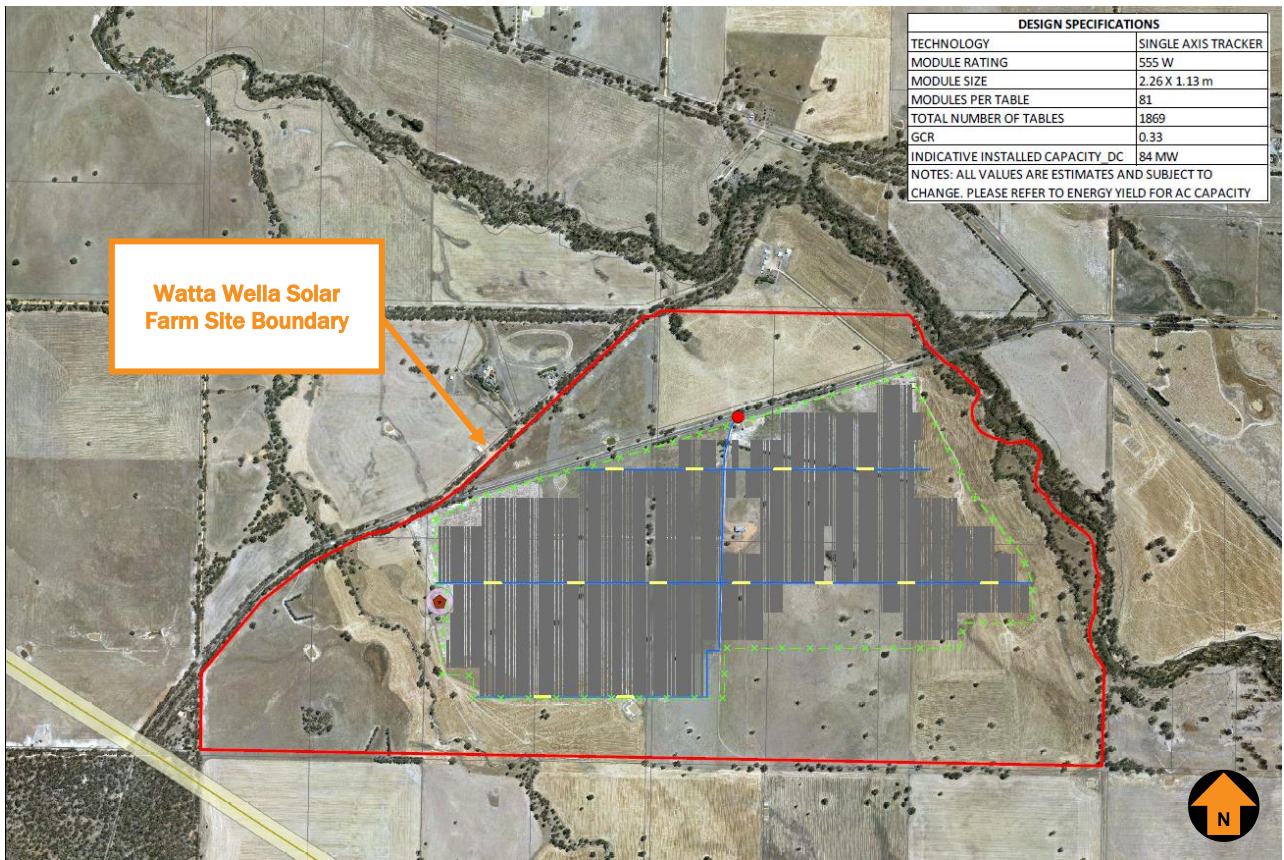 DESIGN SPECIFICATIONS
TECHNOLOGY SINGLE AXIS TRACKER
MODULE RATING 555 W
MODULE SIZE 2.26 X 1.13 m
MODULES PER TABLE 81
TOTAL NUMBER OF TABLES 1869
GCR 0.33
INDICATIVE INSTALLED CAPACITY_DC 84 MW
NOTES: ALL VALUES ARE ESTIMATES AND SUBJECT TO
CHANGE. PLEASE REFER TO ENERGY YIELD FOR AC CAPACITY
Watta Wella Solar
Farm Site Boundary
N